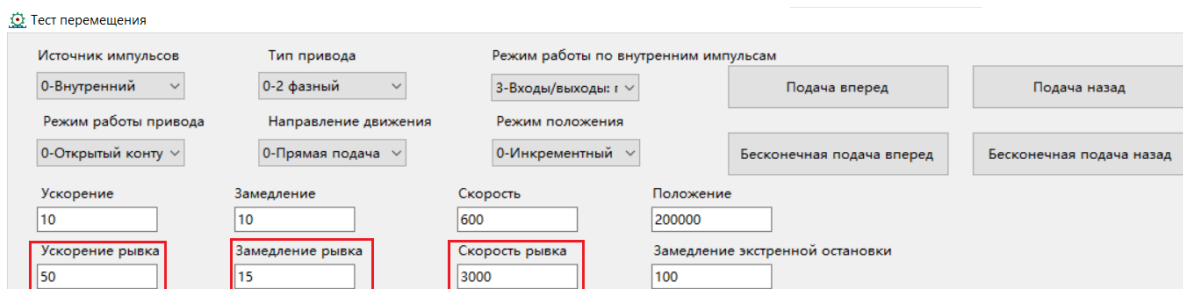 Тест перемещения
Источник импульсов Тип привода Режим работы по внутренним импульсам
0-Внутренний 0-2 фазный 3-Входы/выходы: г Подача вперед Подача назад
Режим работы привода Направление движения Режим положения
0-Открытый конту 0-Прямая подача 0-Инкрементный Бесконечная подача вперед Бесконечная подача назад
Ускорение Замедление Скорость Положение
10 10 600 200000
Ускорение рывка Замедление рывка Скорость рывка Замедление экстренной остановки
50 15 3000 100